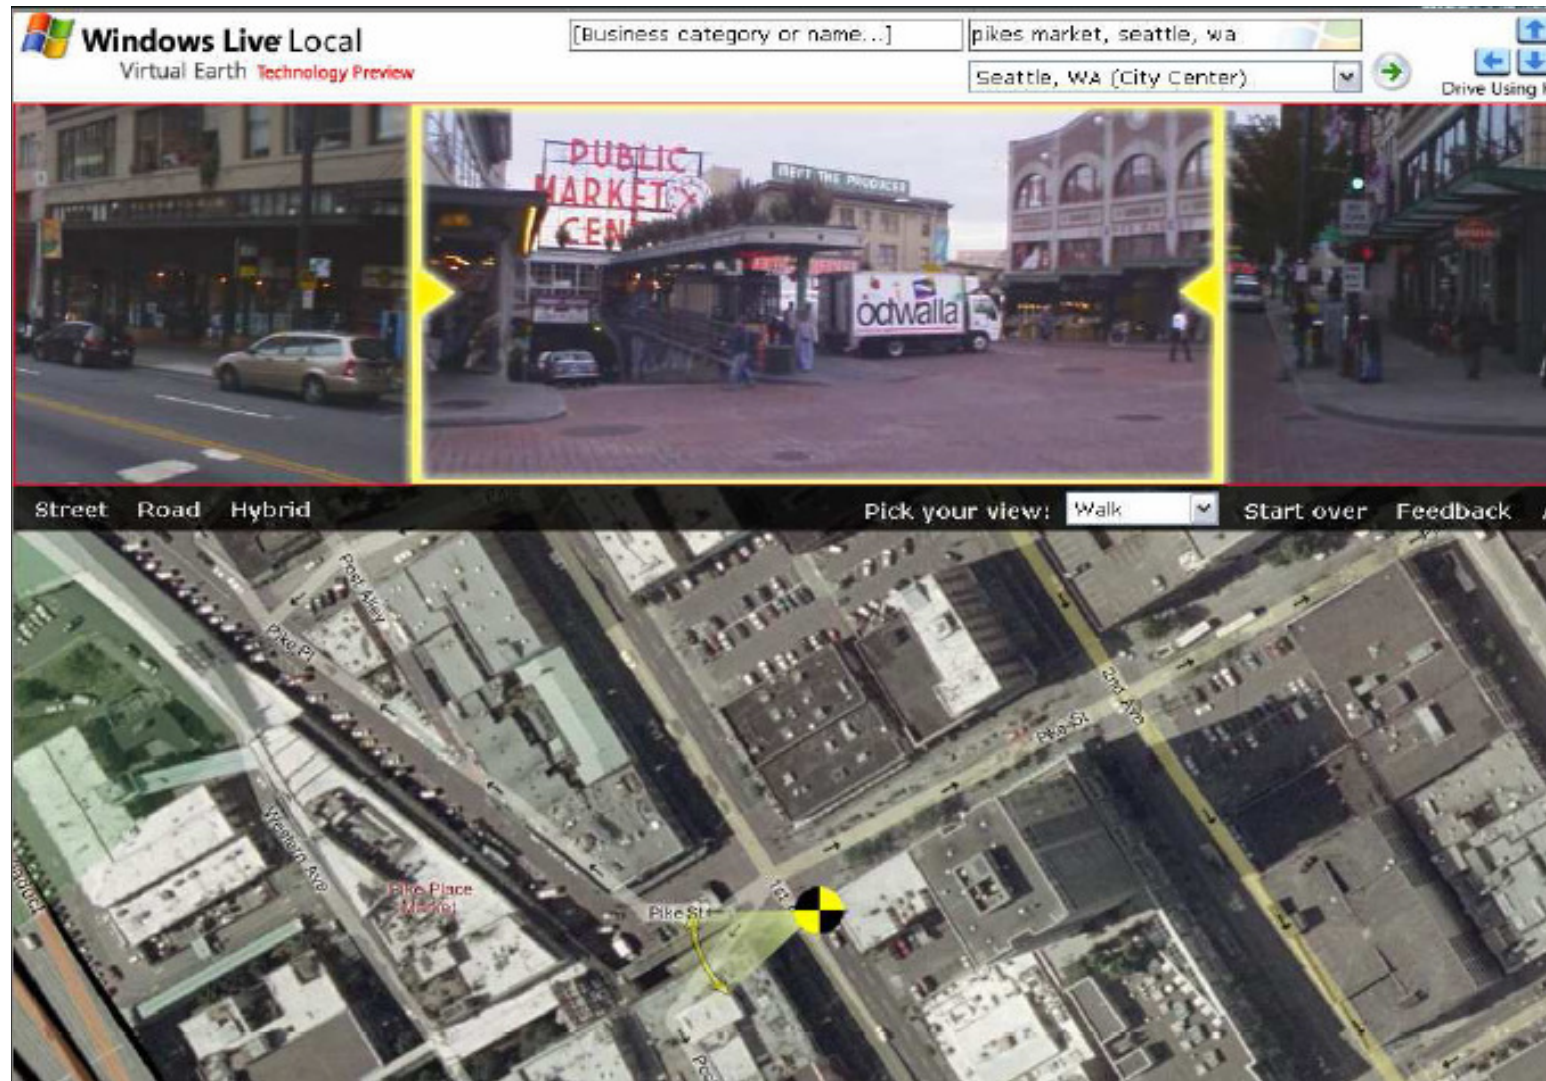 Windows Live Local
Virtual Earth Technology Preview
[Business category or name...]
pikes market, seattle, wa
Seattle, WA (City Center)
Drive Using
PUBLIC
MARKET
CEN
MEET THE PRODUCER
odwalla
Street Road Hybrid
Pick your view: Walk Start over Feedback
Post Alley
Pike Pl
2nd Ave
Pike St
Western Ave
Pike Place
Market
1st
Pike St